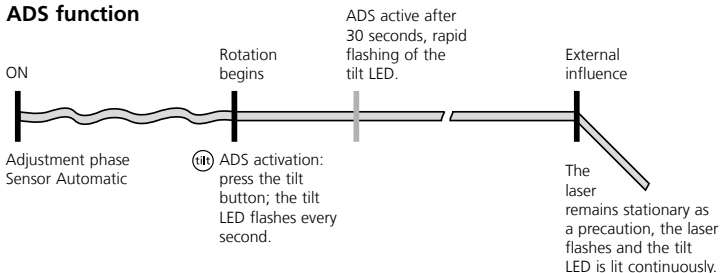 ADS function
ON
Rotation
begins
ADS active after
30 seconds, rapid
flashing of the
tilt LED.
External
influence
Adjustment phase
Sensor Automatic
tilt ADS activation:
press the tilt
button; the tilt
LED flashes every
second.
The
laser
remains stationary as
a precaution, the laser
flashes and the tilt
LED is lit continuously.